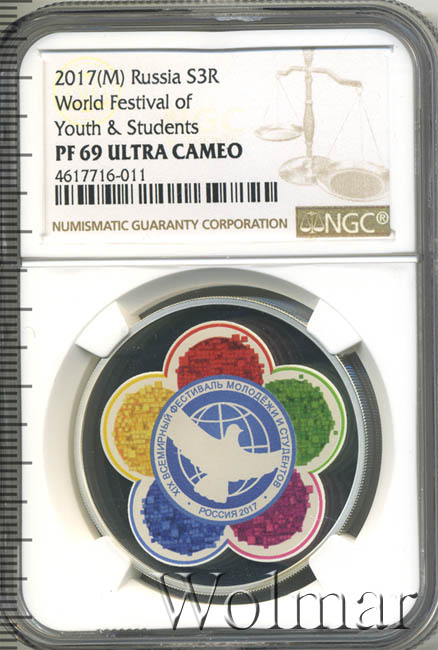 2017(M) Russia S3R
World Festival of
Youth & Students
PF 69 ULTRA CAMEO
4617716-011
NUMISMATIC GUARANTY CORPORATION
NGC®
XIX ВСЕМИРНЫЙ ФЕСТИВАЛЬ МОЛОДЁЖИ И СТУДЕНТОВ
• РОССИЯ 2017 •
Wolmar